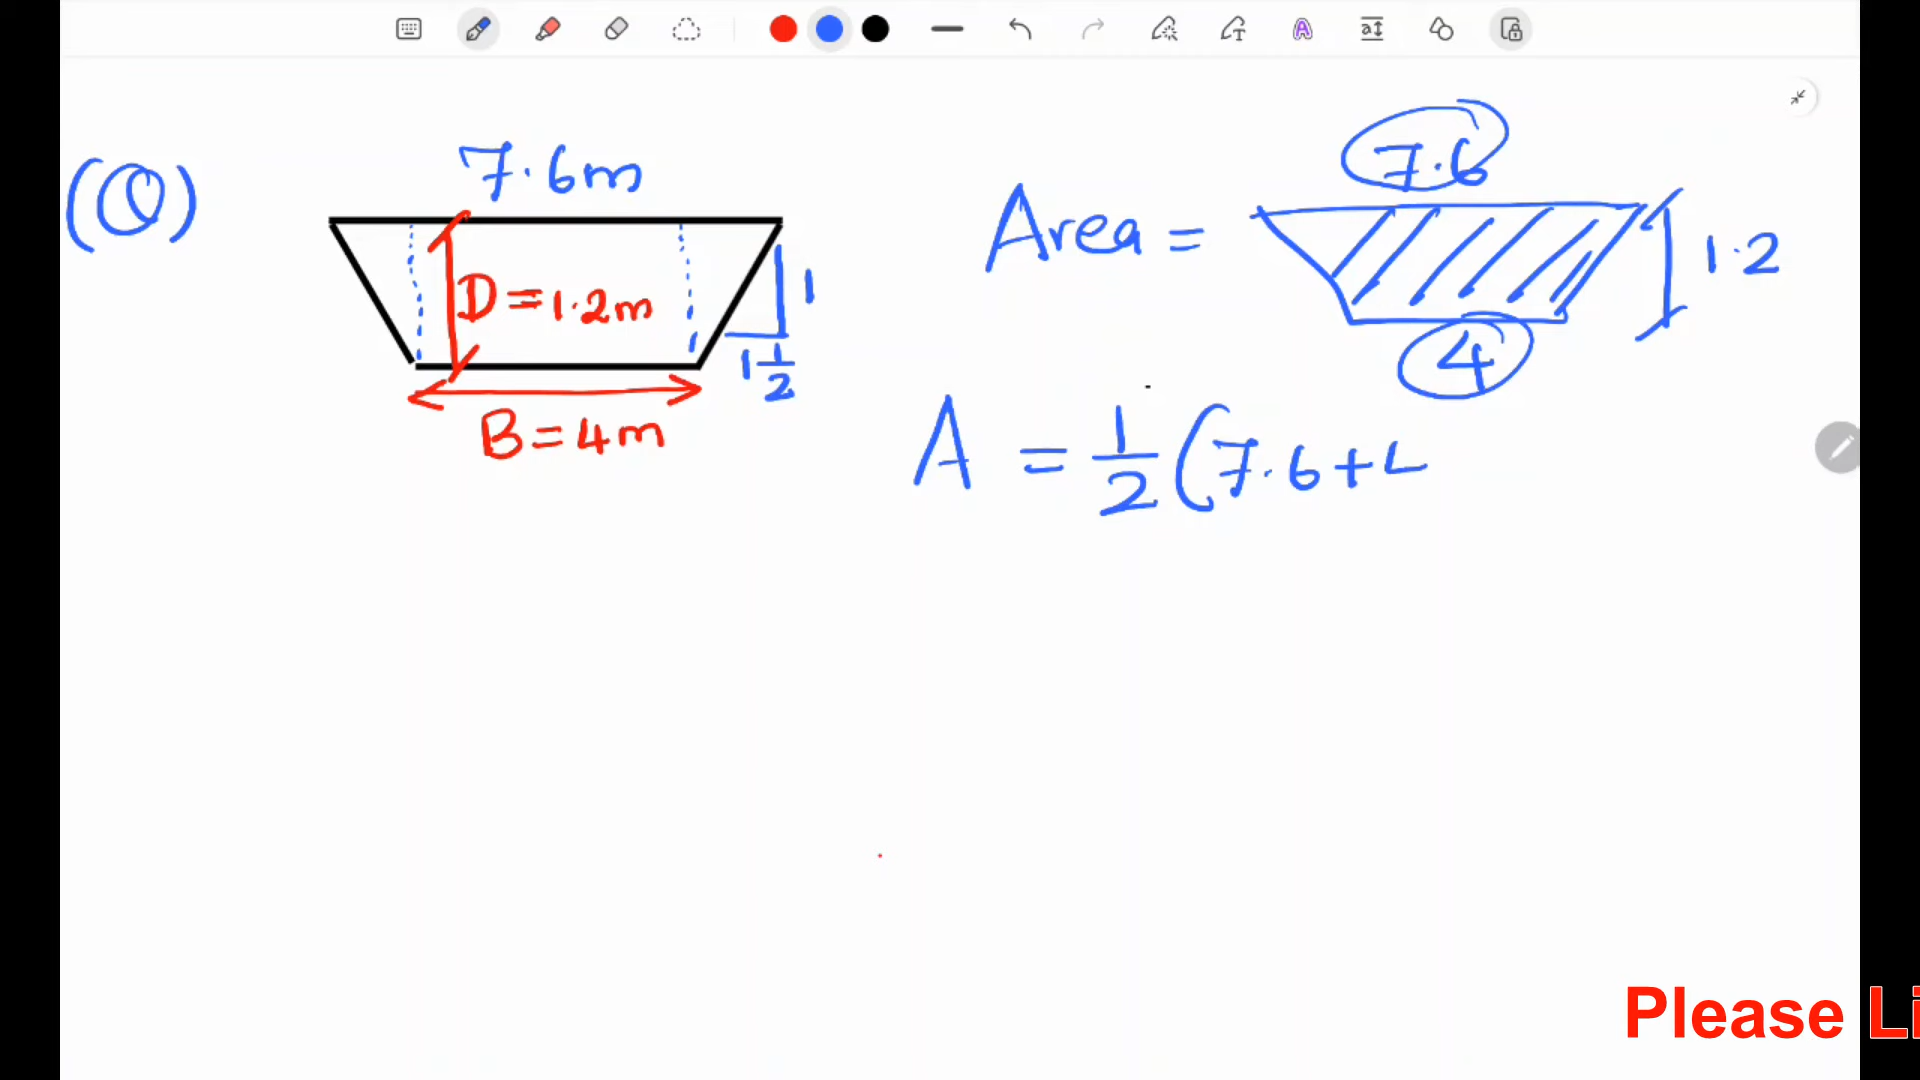 (Q)
7.6m
D=1.2m
1
1 1/2
B=4m
Area =
7.6
1.2
4
A = 1/2 (7.6+
Please Li